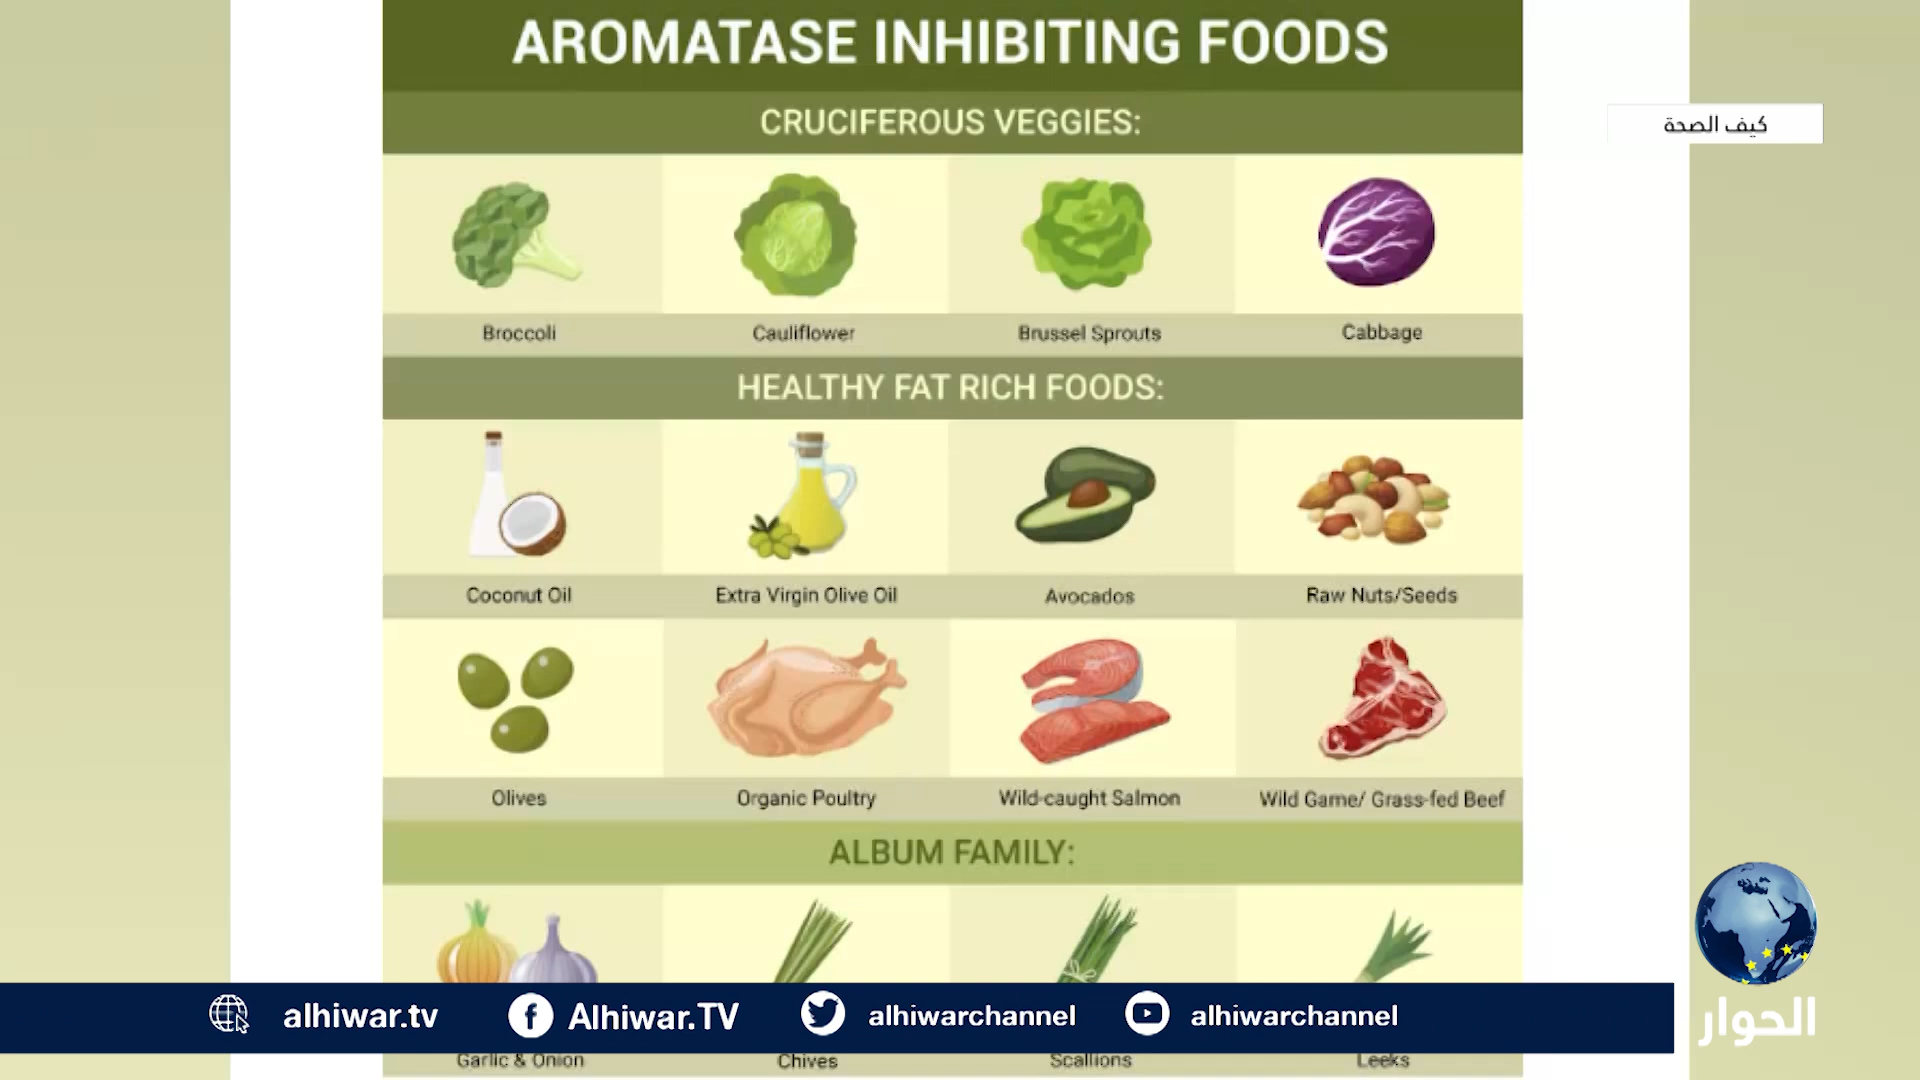 AROMATASE INHIBITING FOODS
CRUCIFEROUS VEGGIES:
كيف الصحة
Broccoli
Cauliflower
Brussel Sprouts
Cabbage
HEALTHY FAT RICH FOODS:
Coconut Oil
Extra Virgin Olive Oil
Avocados
Raw Nuts/Seeds
Olives
Organic Poultry
Wild-caught Salmon
Wild Game/ Grass-fed Beef
ALBUM FAMILY:
alhiwar.tv
Alhiwar.TV
alhiwarchannel
alhiwarchannel
الحوار
Garlic & Onion
Chives
Scallions
Leeks